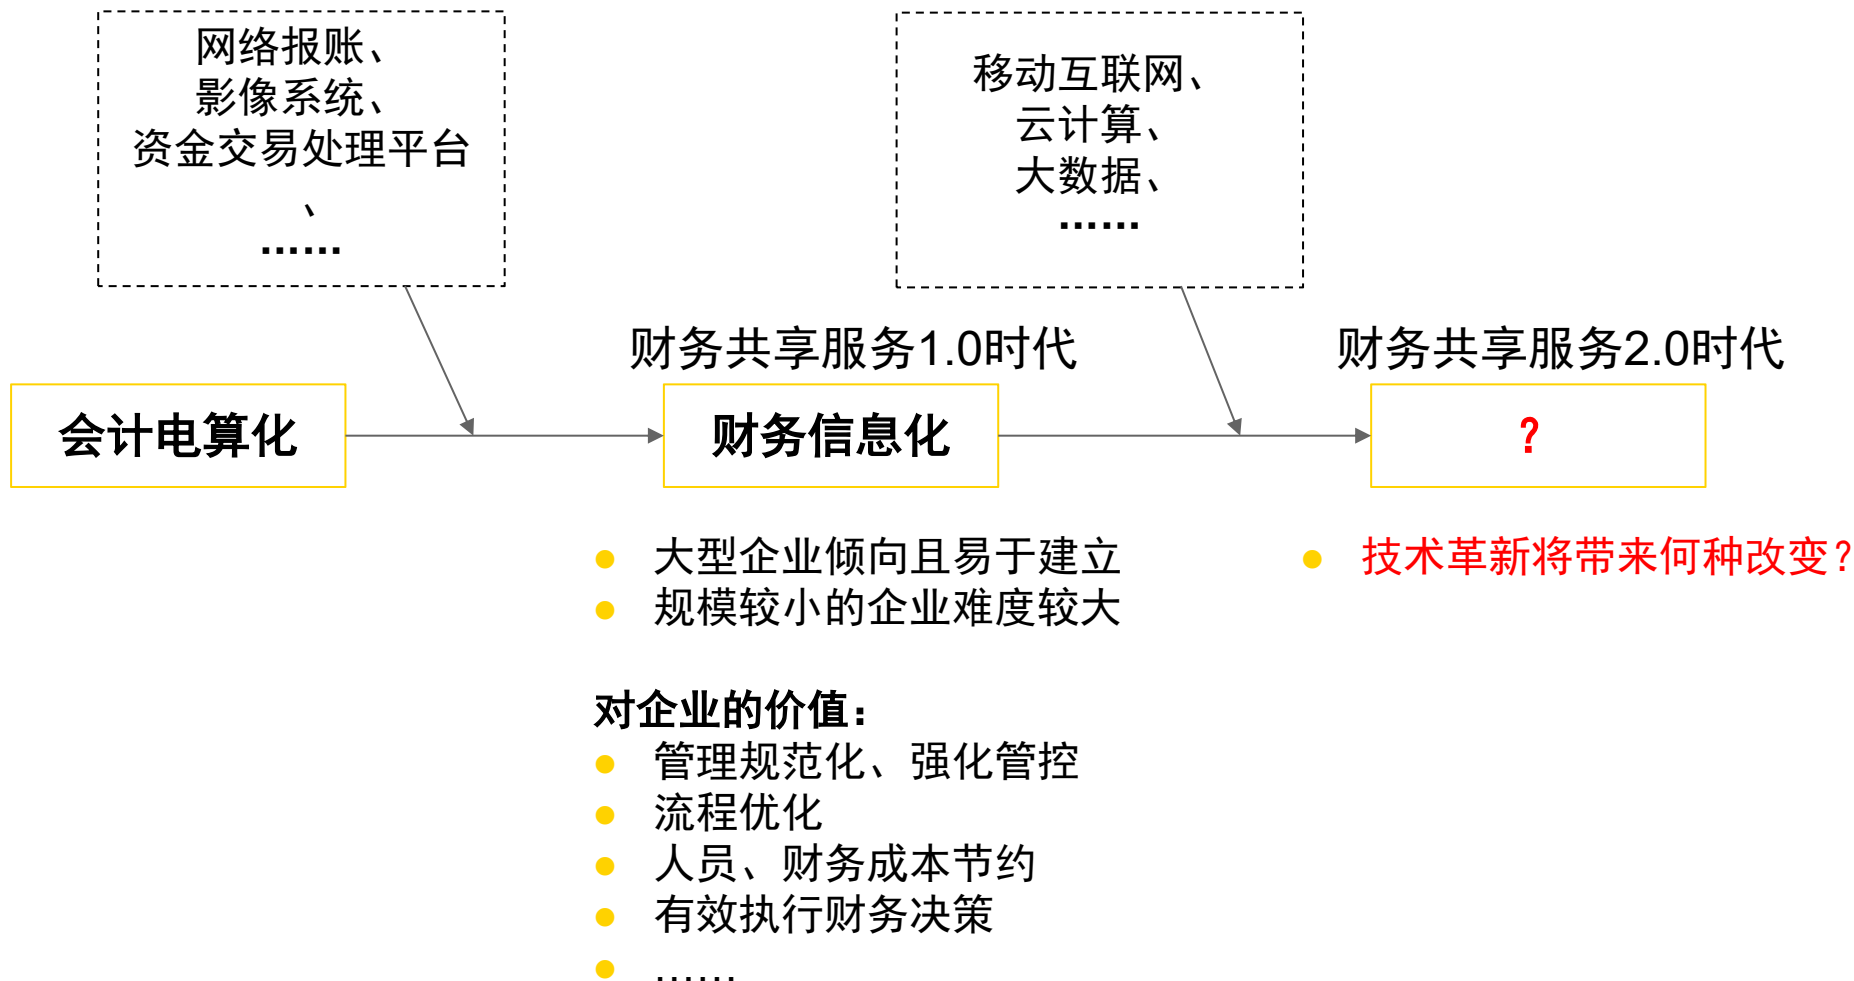 网络报账、
影像系统、
资金交易处理平台
、
……
移动互联网、
云计算、
大数据、
……
财务共享服务1.0时代
财务共享服务2.0时代
会计电算化
财务信息化
？
大型企业倾向且易于建立
规模较小的企业难度较大
技术革新将带来何种改变？
对企业的价值：
管理规范化、强化管控
流程优化
人员、财务成本节约
有效执行财务决策
……